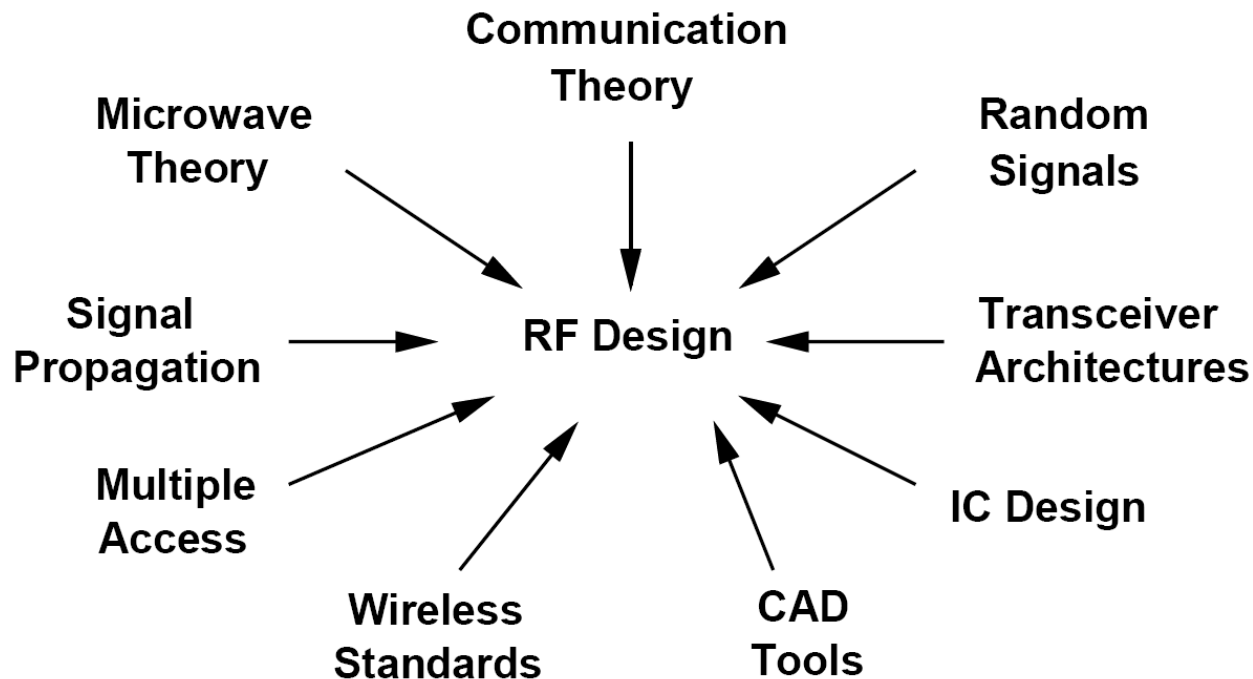 Communication
Theory
Microwave
Theory
Random
Signals
Signal
Propagation
RF Design
Transceiver
Architectures
Multiple
Access
IC Design
Wireless
Standards
CAD
Tools